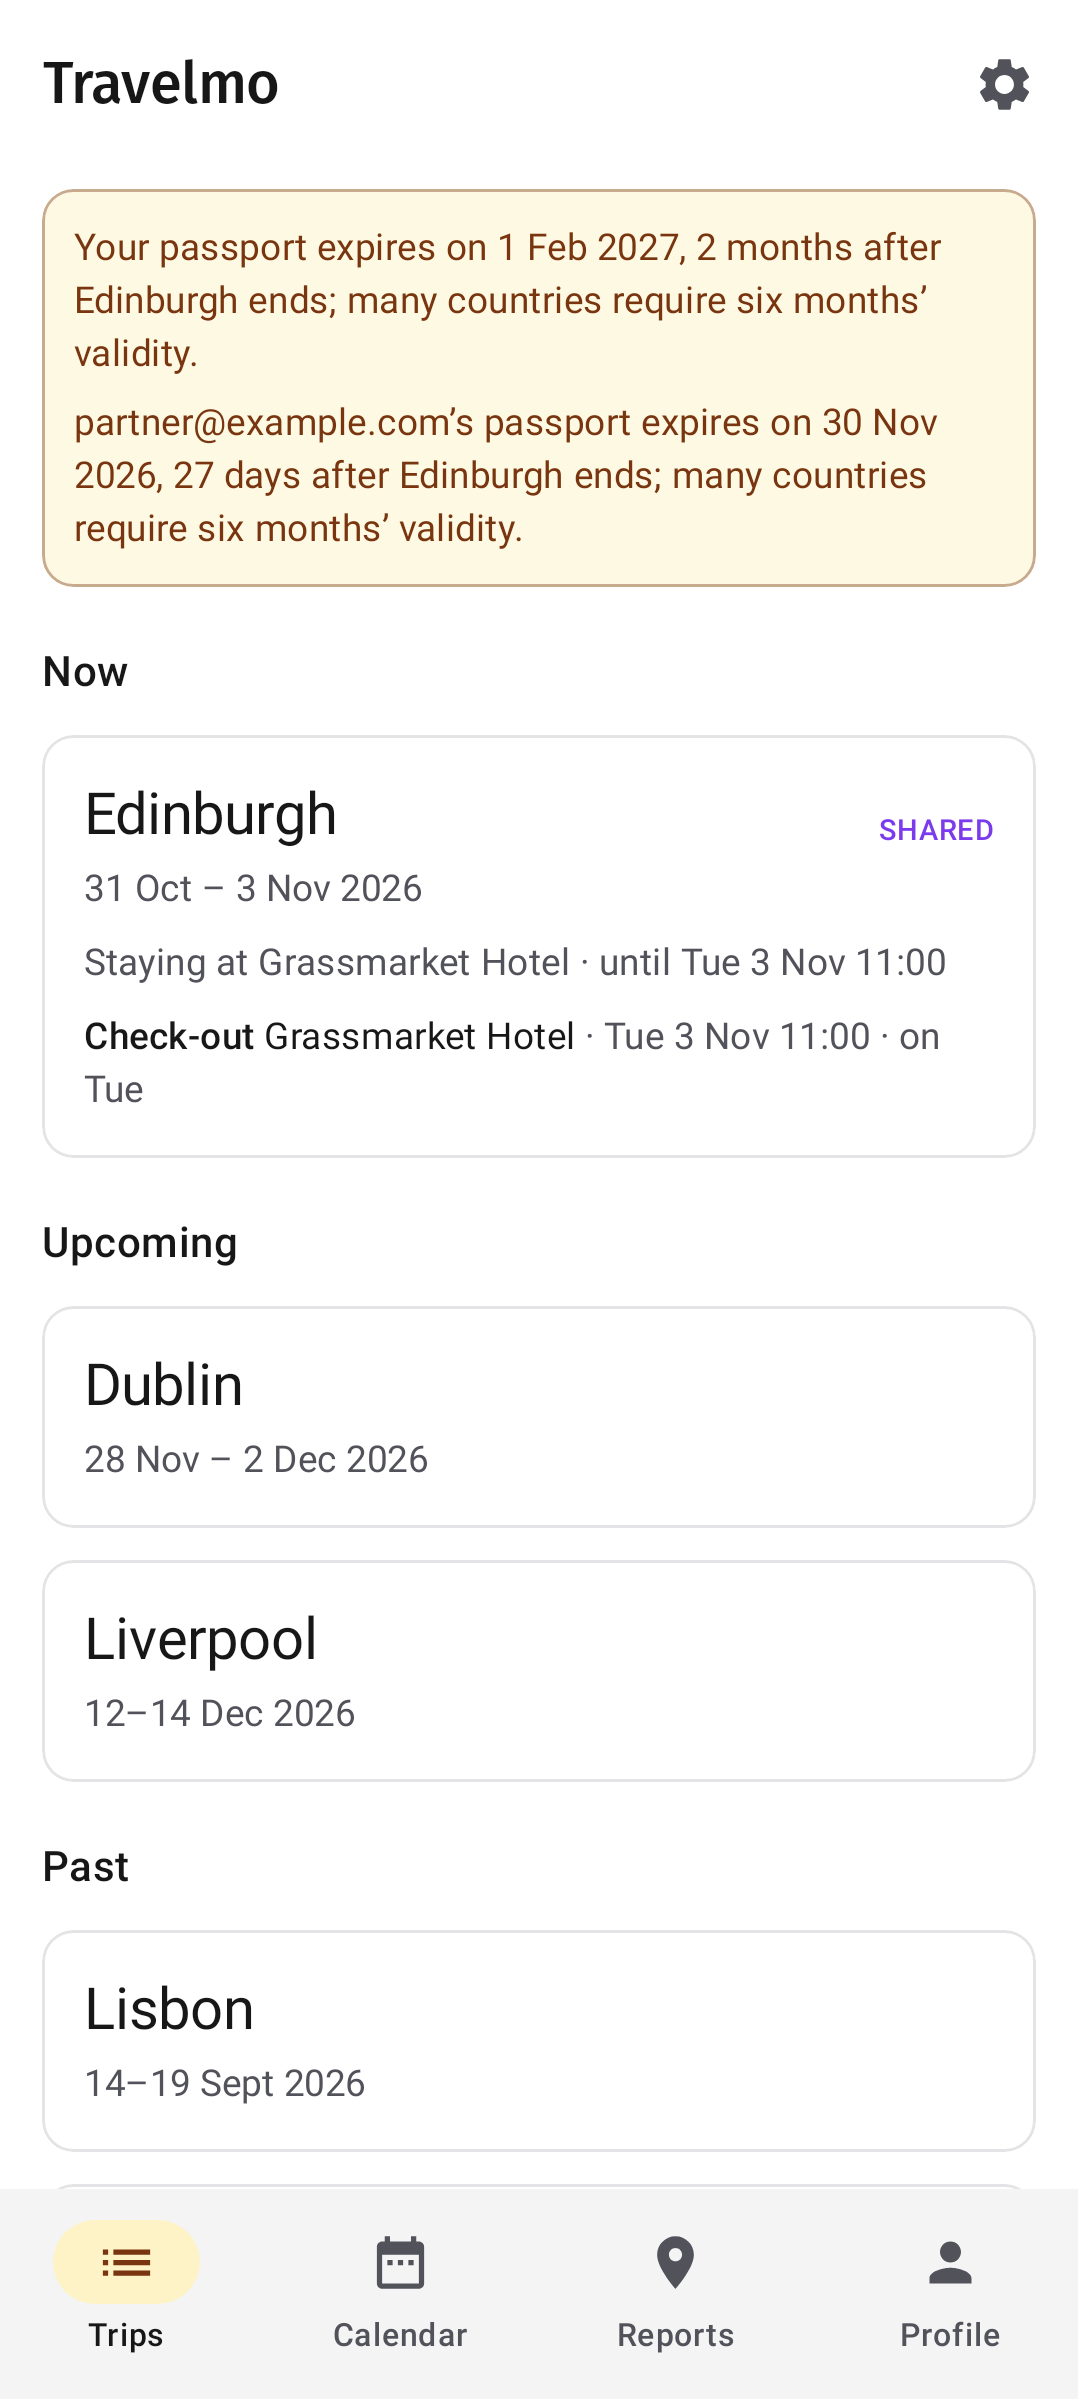 Travelmo
Your passport expires on 1 Feb 2027, 2 months after
Edinburgh ends; many countries require six months’
validity.
partner@example.com’s passport expires on 30 Nov
2026, 27 days after Edinburgh ends; many countries
require six months’ validity.
Now
Edinburgh
SHARED
31 Oct – 3 Nov 2026
Staying at Grassmarket Hotel · until Tue 3 Nov 11:00
Check-out Grassmarket Hotel · Tue 3 Nov 11:00 · on
Tue
Upcoming
Dublin
28 Nov – 2 Dec 2026
Liverpool
12–14 Dec 2026
Past
Lisbon
14–19 Sept 2026
Trips
Calendar
Reports
Profile